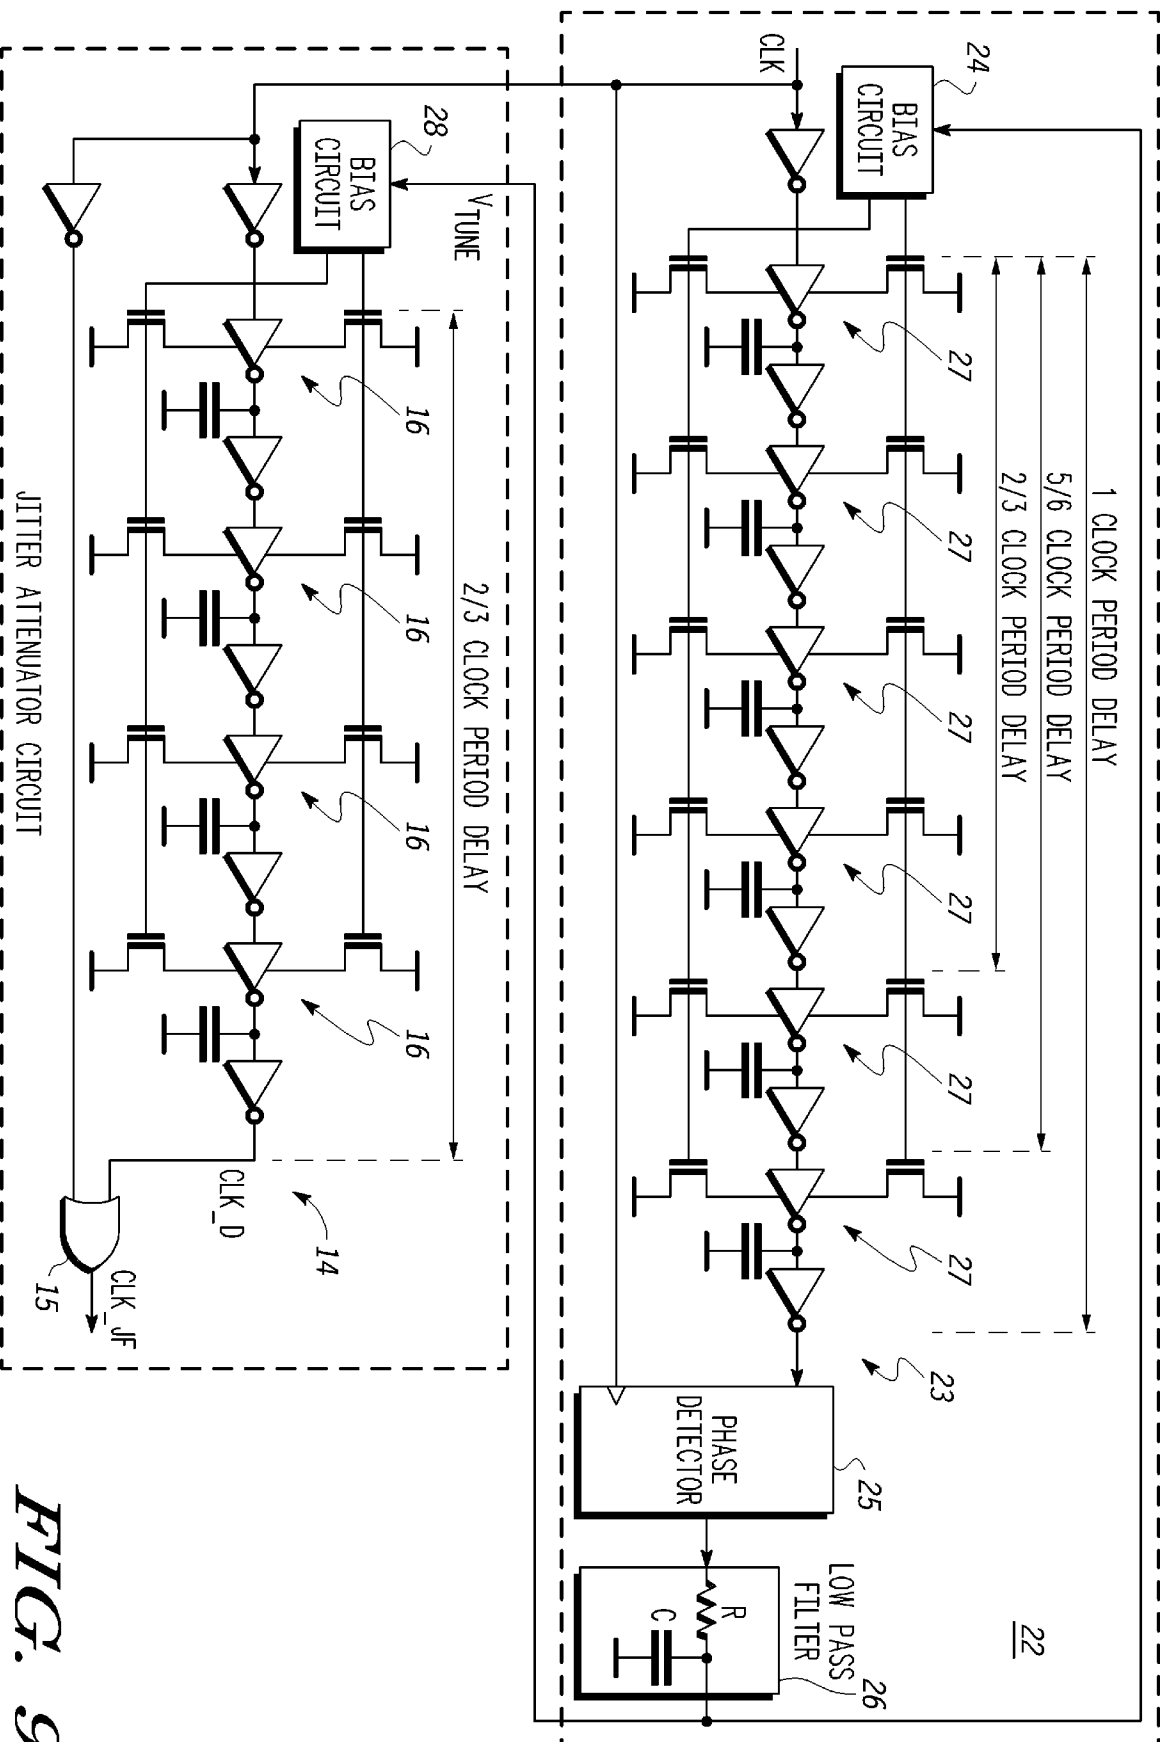 22
24
BIAS
CIRCUIT
CLK
1 CLOCK PERIOD DELAY
5/6 CLOCK PERIOD DELAY
2/3 CLOCK PERIOD DELAY
27
27
27
27
27
27
23
PHASE
DETECTOR
25
LOW PASS
FILTER
26
R
C
28
BIAS
CIRCUIT
VTUNE
2/3 CLOCK PERIOD DELAY
16
16
16
16
14
CLK_D
CLK_JF
15
JITTER ATTENUATOR CIRCUIT
FIG. 9